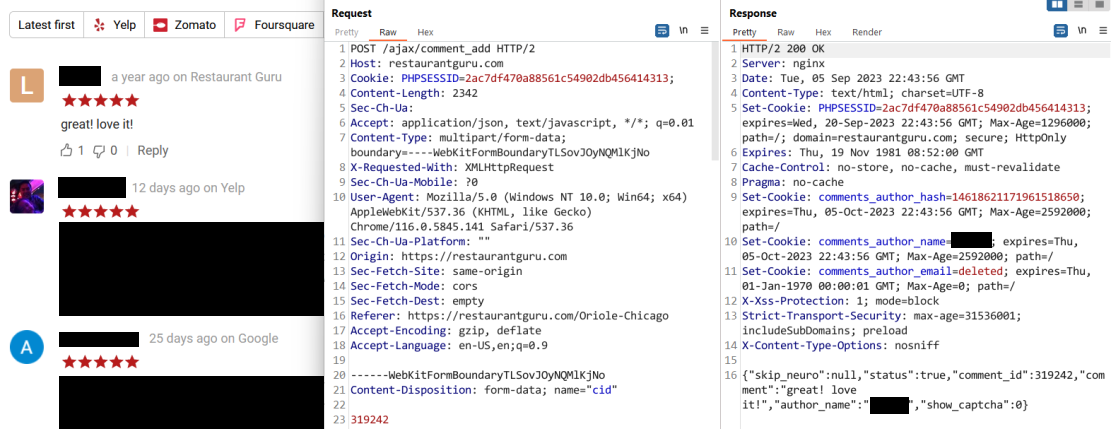 Latest first
Yelp
Zomato
Foursquare
L
a year ago on Restaurant Guru
great! love it!
1 0 | Reply
12 days ago on Yelp
A
25 days ago on Google
Request
Pretty Raw Hex
\n
1 POST /ajax/comment_add HTTP/2
2 Host: restaurantguru.com
3 Cookie: PHPSESSID=2ac7df470a88561c54902db456414313;
4 Content-Length: 2342
5 Sec-Ch-Ua:
6 Accept: application/json, text/javascript, */*; q=0.01
7 Content-Type: multipart/form-data;
boundary=----WebKitFormBoundaryTLSovJOyNQMlKjNo
8 X-Requested-With: XMLHttpRequest
9 Sec-Ch-Ua-Mobile: ?0
10 User-Agent: Mozilla/5.0 (Windows NT 10.0; Win64; x64)
AppleWebKit/537.36 (KHTML, like Gecko)
Chrome/116.0.5845.141 Safari/537.36
11 Sec-Ch-Ua-Platform: ""
12 Origin: https://restaurantguru.com
13 Sec-Fetch-Site: same-origin
14 Sec-Fetch-Mode: cors
15 Sec-Fetch-Dest: empty
16 Referer: https://restaurantguru.com/Oriole-Chicago
17 Accept-Encoding: gzip, deflate
18 Accept-Language: en-US,en;q=0.9
19
20 ------WebKitFormBoundaryTLSovJOyNQMlKjNo
21 Content-Disposition: form-data; name="cid"
22
23 319242
Response
Pretty Raw Hex Render
\n
1 HTTP/2 200 OK
2 Server: nginx
3 Date: Tue, 05 Sep 2023 22:43:56 GMT
4 Content-Type: text/html; charset=UTF-8
5 Set-Cookie: PHPSESSID=2ac7df470a88561c54902db456414313;
expires=Wed, 20-Sep-2023 22:43:56 GMT; Max-Age=1296000;
path=/; domain=restaurantguru.com; secure; HttpOnly
6 Expires: Thu, 19 Nov 1981 08:52:00 GMT
7 Cache-Control: no-store, no-cache, must-revalidate
8 Pragma: no-cache
9 Set-Cookie: comments_author_hash=14618621171961518650;
expires=Thu, 05-Oct-2023 22:43:56 GMT; Max-Age=2592000;
path=/
10 Set-Cookie: comments_author_name= ; expires=Thu,
05-Oct-2023 22:43:56 GMT; Max-Age=2592000; path=/
11 Set-Cookie: comments_author_email=deleted; expires=Thu,
01-Jan-1970 00:00:01 GMT; Max-Age=0; path=/
12 X-Xss-Protection: 1; mode=block
13 Strict-Transport-Security: max-age=31536001;
includeSubDomains; preload
14 X-Content-Type-Options: nosniff
15
16 {"skip_neuro":null,"status":true,"comment_id":319242,"com
ment":"great! love
it!","author_name":" ","show_captcha":0}